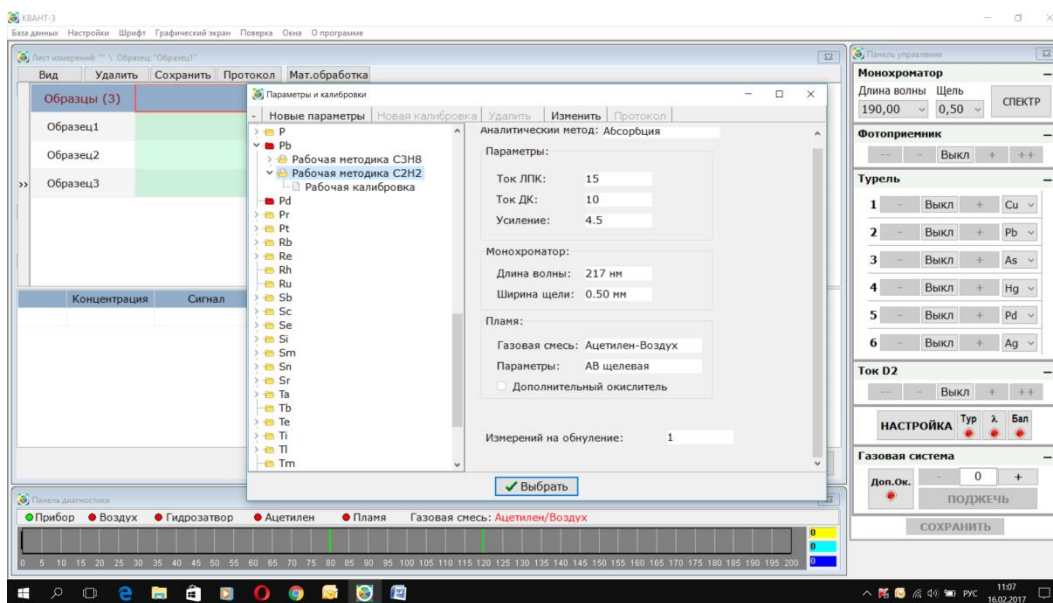 КВАНТ-3
База данных Настройки Шрифт Графический экран Поверка Окна О программе
Лист измерений: "" \ Образец: "Образец1"
Вид Удалить Сохранить Протокол Мат.обработка
Образцы (3)
Образец1
Образец2
>> Образец3
Концентрация Сигнал
Параметры и калибровки
- Новые параметры Новая калибровка Удалить Изменить Протокол
P
Pb
Рабочая методика C3H8
Рабочая методика C2H2
Рабочая калибровка
Pd
Pr
Pt
Rb
Re
Rh
Ru
Sb
Sc
Se
Si
Sm
Sn
Sr
Ta
Tb
Te
Ti
Tl
Tm
Аналитический метод: Абсорбция
Параметры:
Ток ЛПК: 15
Ток ДК: 10
Усиление: 4.5
Монохроматор:
Длина волны: 217 нм
Ширина щели: 0.50 нм
Пламя:
Газовая смесь: Ацетилен-Воздух
Параметры: АВ щелевая
Дополнительный окислитель
Измерений на обнуление: 1
Выбрать
Панель управления
Монохроматор
Длина волны Щель
190,00 0,50 СПЕКТР
Фотоприемник
-- - Выкл + ++
Турель
1 - Выкл + Cu
2 - Выкл + Pb
3 - Выкл + As
4 - Выкл + Hg
5 - Выкл + Pd
6 - Выкл + Ag
Ток D2
-- - Выкл + ++
НАСТРОЙКА Тур λ Бал
Газовая система
Доп.Ок. - 0 +
ПОДЖЕЧЬ
СОХРАНИТЬ
Панель диагностики
Прибор Воздух Гидрозатвор Ацетилен Пламя Газовая смесь: Ацетилен/Воздух
0
0
0
0 5 10 15 20 25 30 35 40 45 50 55 60 65 70 75 80 85 90 95 100 105 110 115 120 125 130 135 140 145 150 155 160 165 170 175 180 185 190 195 200
РУС 11:07
16.02.2017